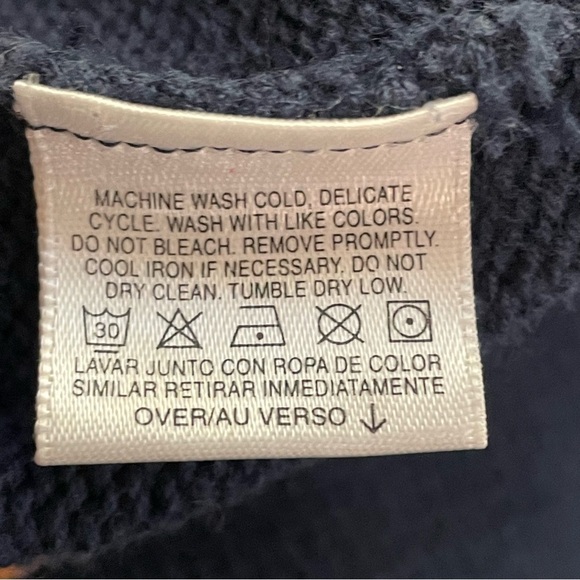 MACHINE WASH COLD, DELICATE
CYCLE. WASH WITH LIKE COLORS.
DO NOT BLEACH. REMOVE PROMPTLY.
COOL IRON IF NECESSARY. DO NOT
DRY CLEAN. TUMBLE DRY LOW.
30
LAVAR JUNTO CON ROPA DE COLOR
SIMILAR RETIRAR INMEDIATAMENTE
OVER/AU VERSO ↓